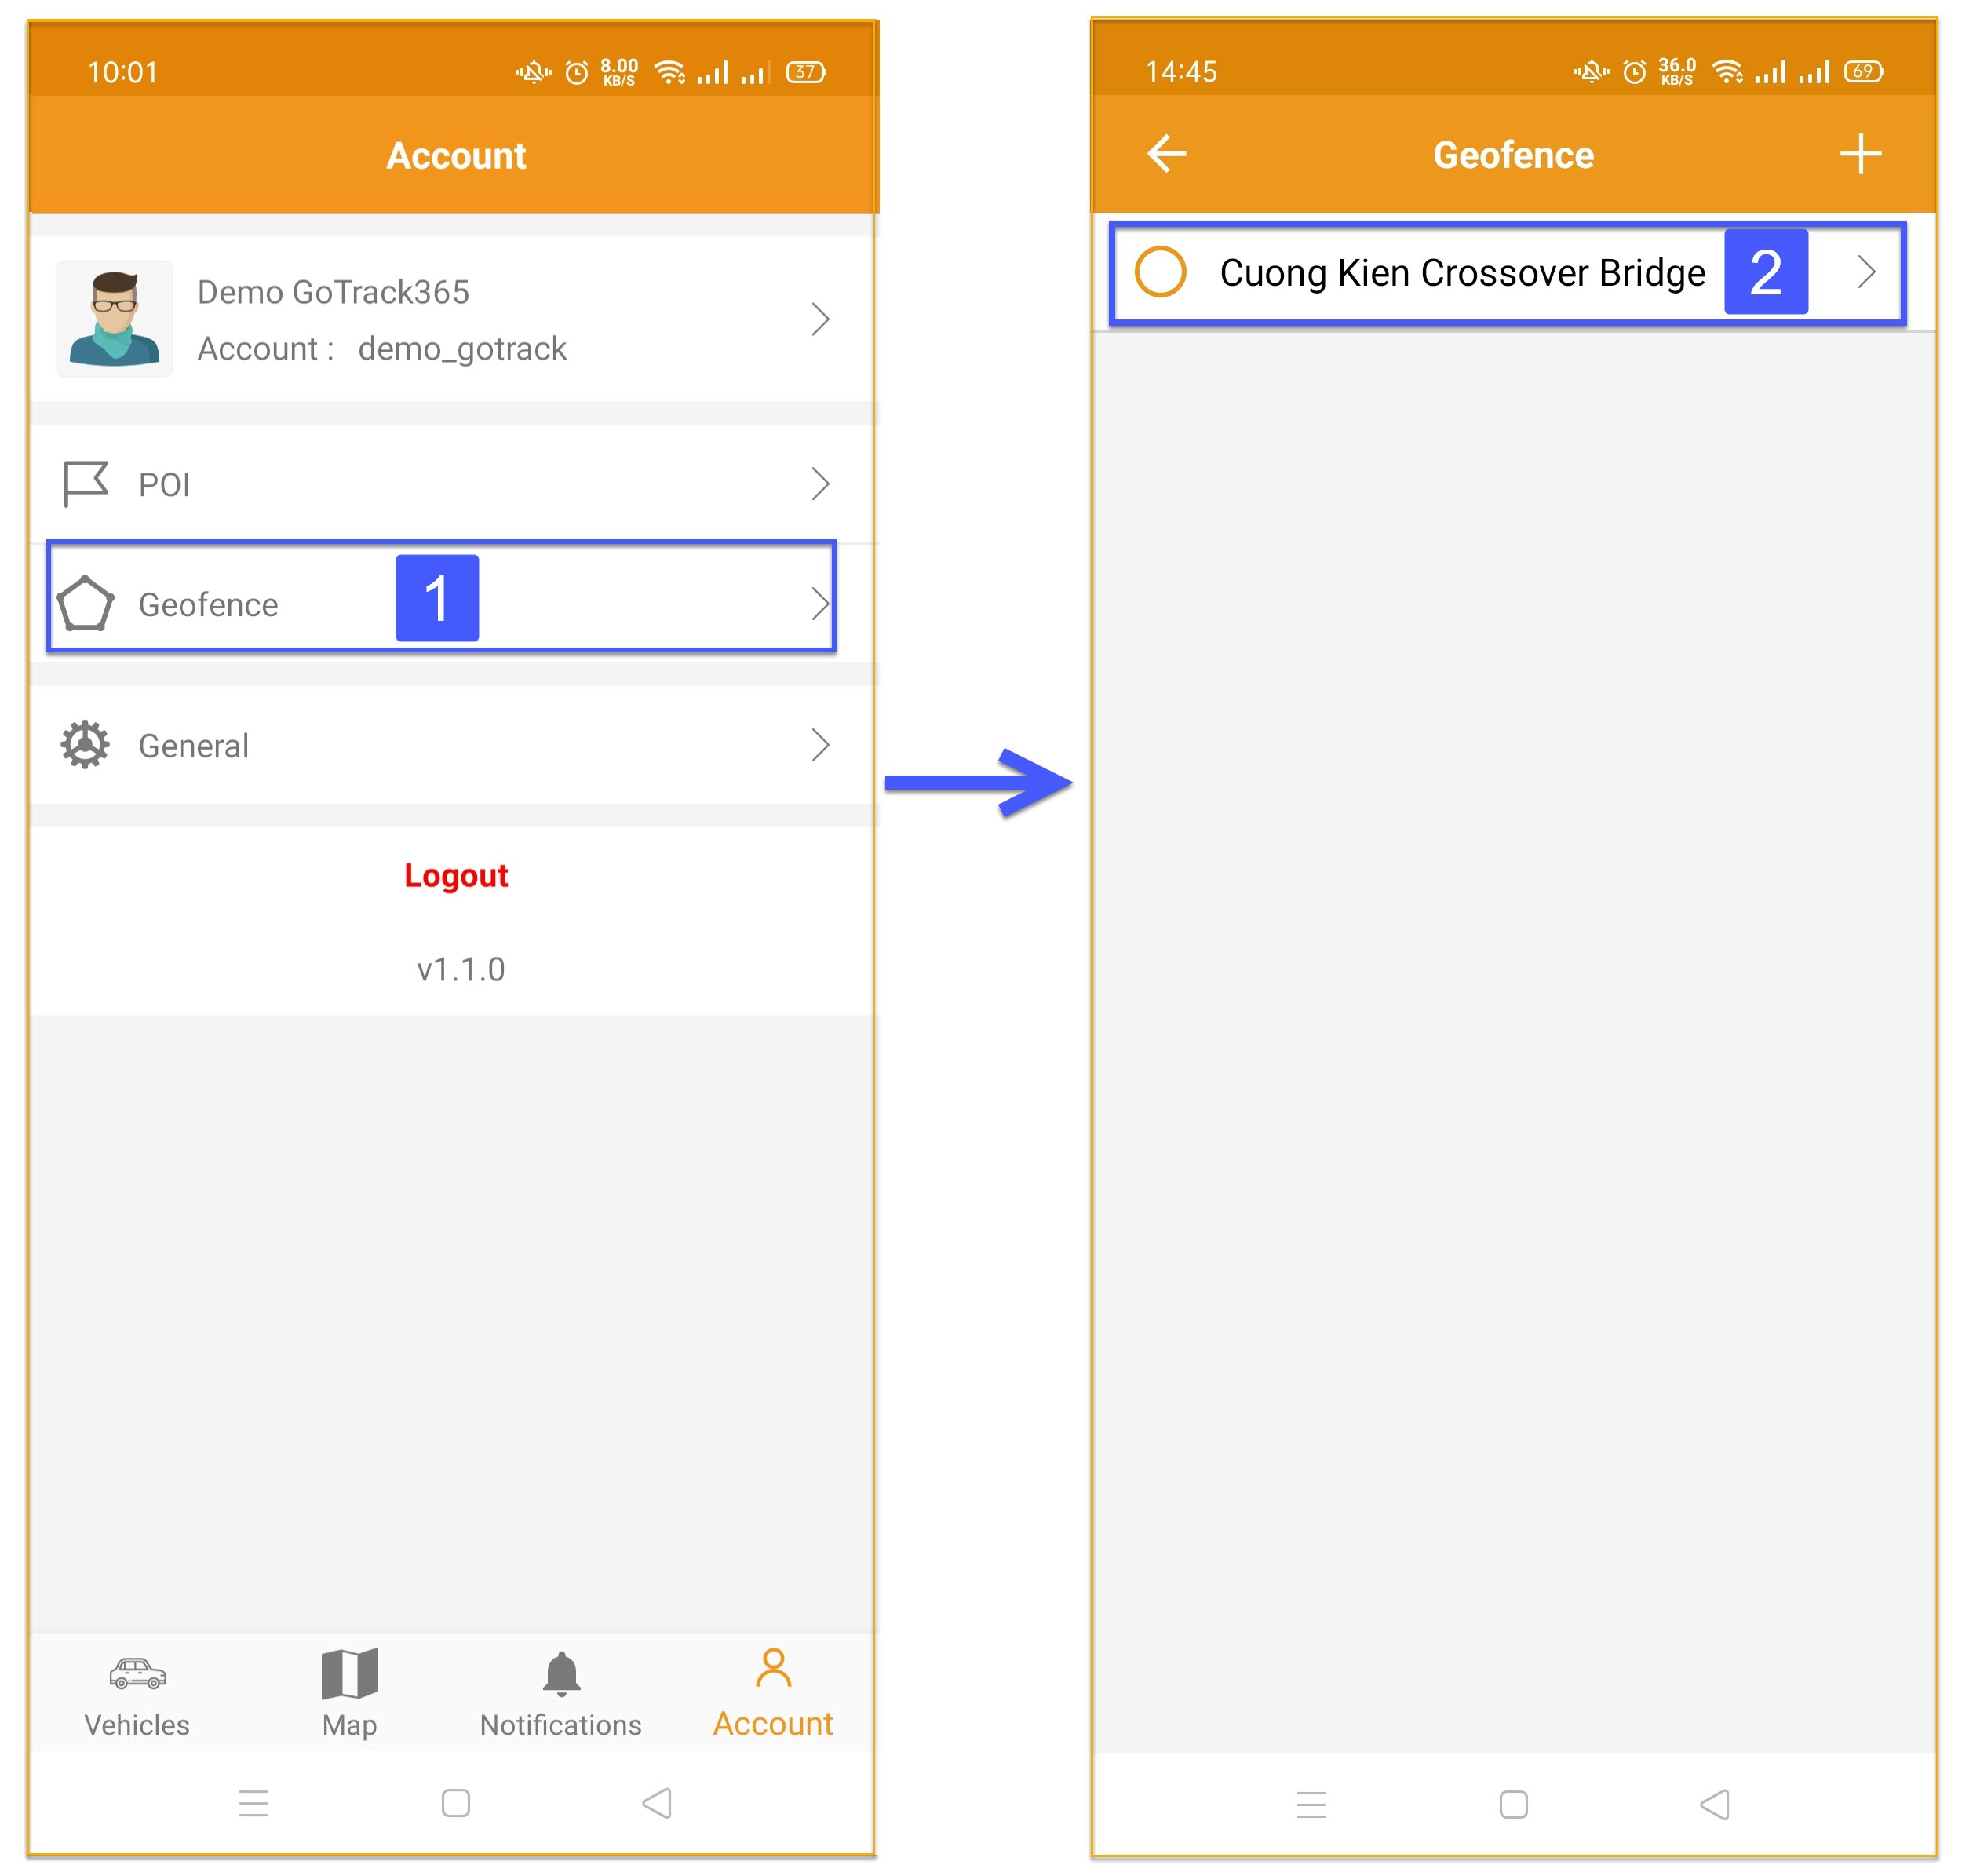 10:01
8.00
KB/S
37
Account
Demo GoTrack365
Account : demo_gotrack
POI
Geofence
1
General
Logout
v1.1.0
Vehicles
Map
Notifications
Account
14:45
36.0
KB/S
69
Geofence
Cuong Kien Crossover Bridge
2